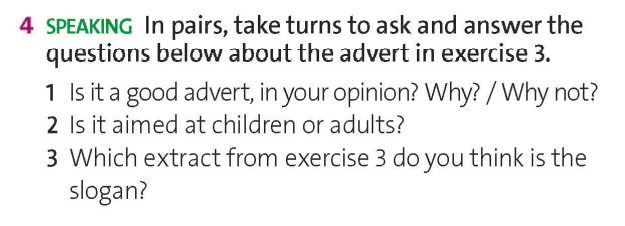 4 SPEAKING In pairs, take turns to ask and answer the
questions below about the advert in exercise 3.
1 Is it a good advert, in your opinion? Why? / Why not?
2 Is it aimed at children or adults?
3 Which extract from exercise 3 do you think is the
slogan?